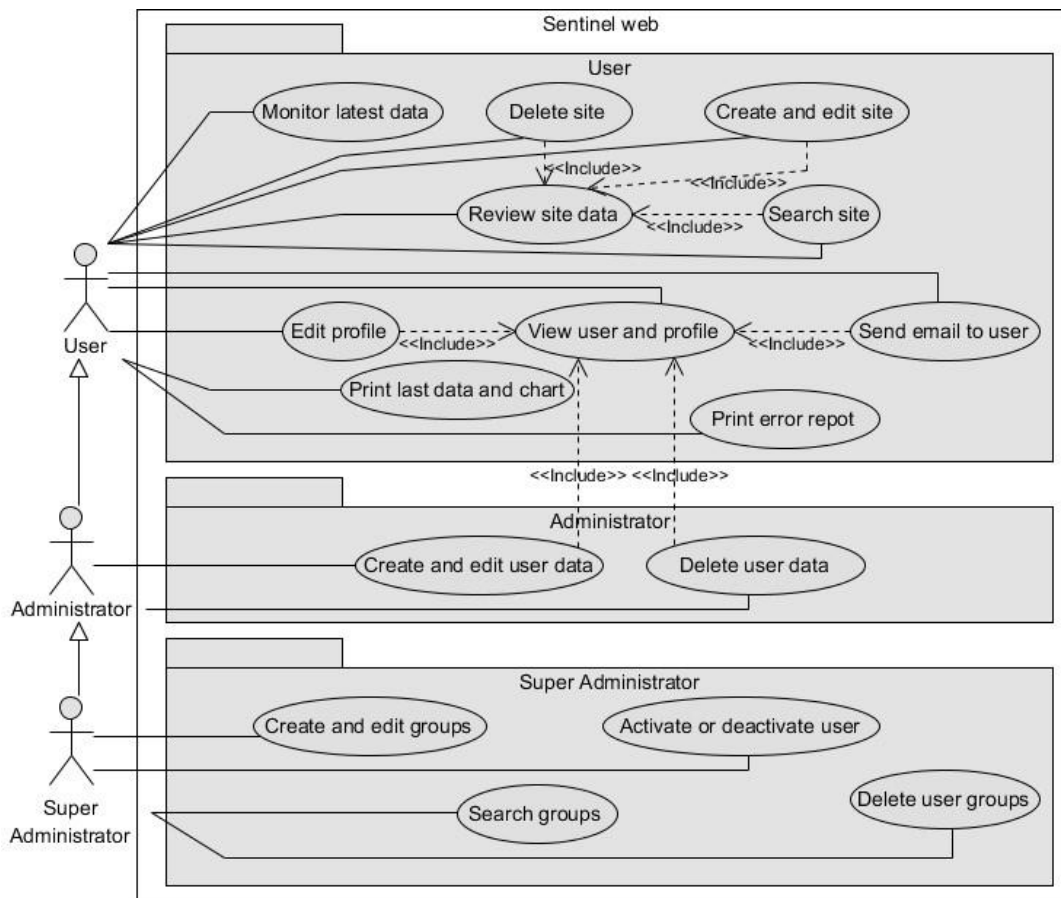 Sentinel web
User
Monitor latest data
Delete site
Create and edit site
<<Include>>
<<Include>>
Review site data
Search site
<<Include>>
User
Edit profile
View user and profile
Send email to user
<<Include>>
<<Include>>
Print last data and chart
Print error repot
<<Include>>
<<Include>>
Administrator
Create and edit user data
Delete user data
Administrator
Super Administrator
Create and edit groups
Activate or deactivate user
Super
Administrator
Search groups
Delete user groups